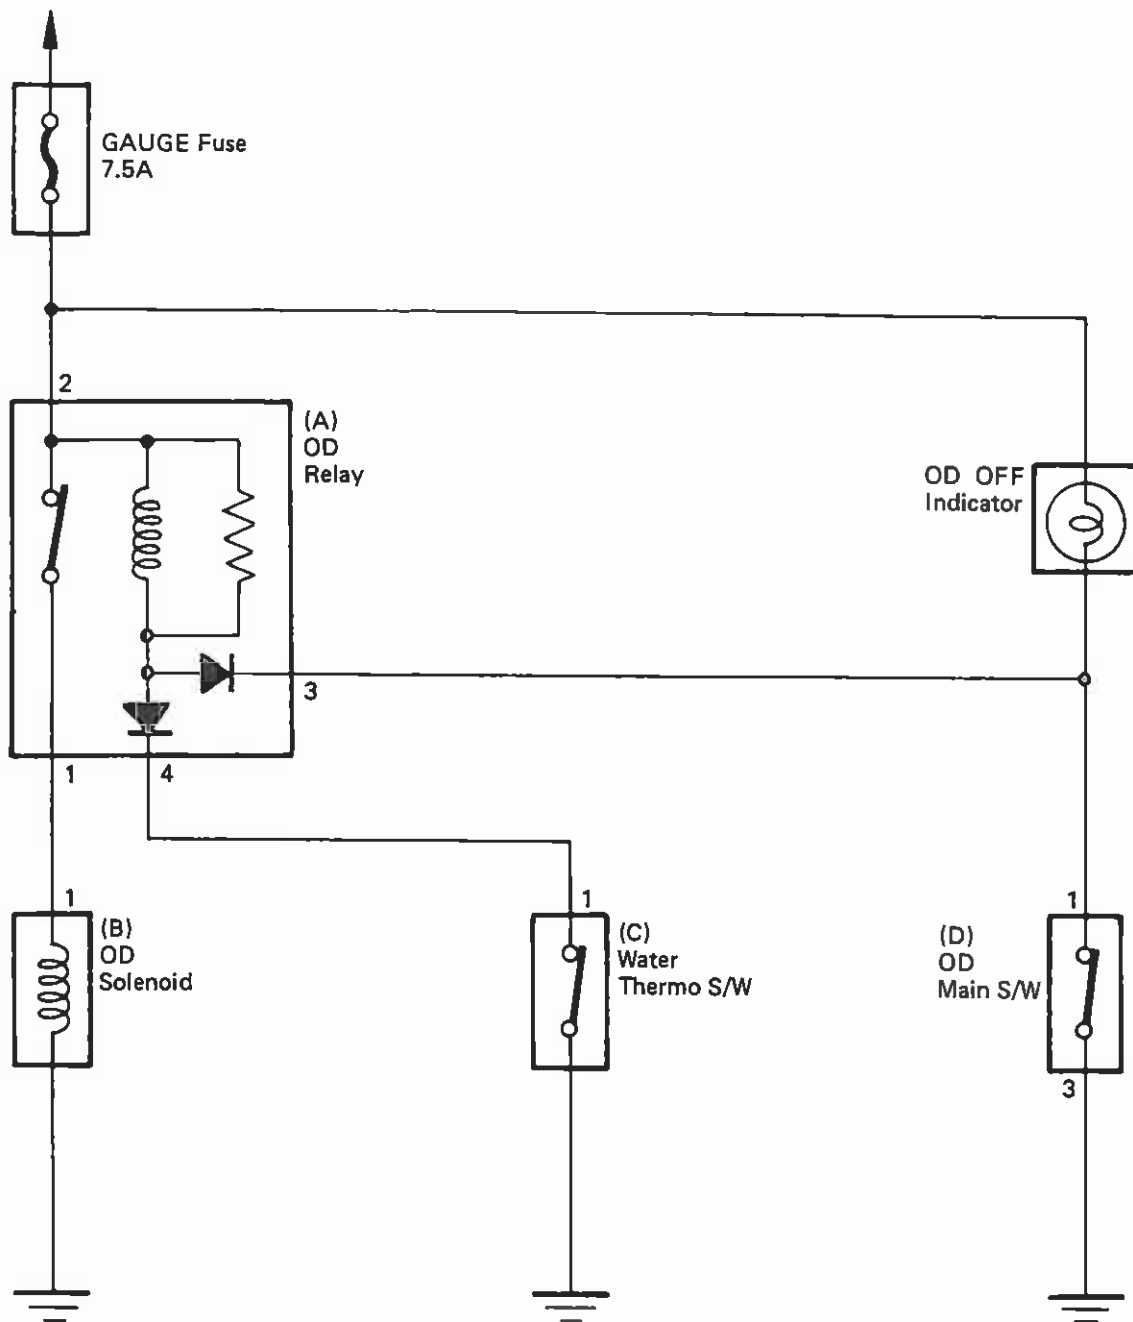 GAUGE Fuse
7.5A
2
(A)
OD
Relay
OD OFF
Indicator
3
1
4
1
(B)
OD
Solenoid
1
(C)
Water
Thermo S/W
1
(D)
OD
Main S/W
3